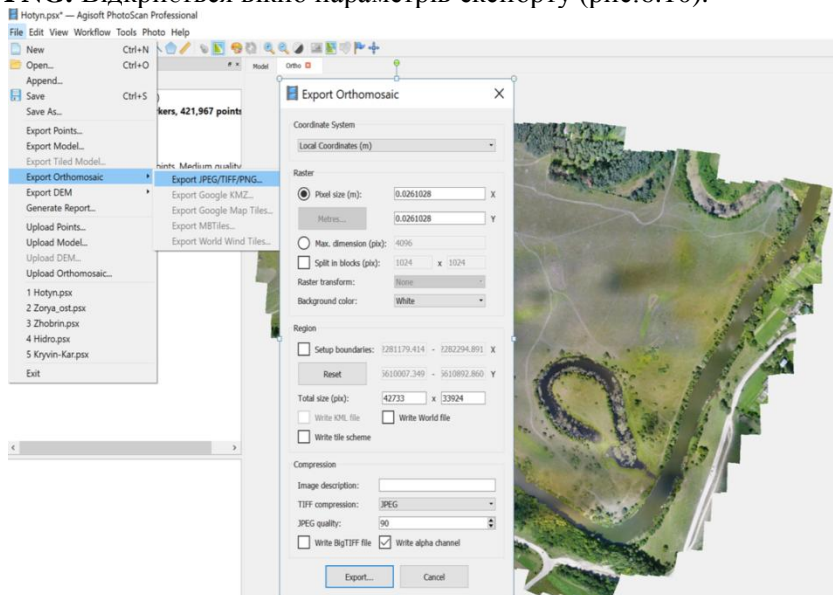 PNG. Відкриється вікно параметрів експорту (рис.8.10).
Hotyn.psx* — Agisoft PhotoScan Professional
File Edit View Workflow Tools Photo Help
New Ctrl+N
Open... Ctrl+O
Append...
Save Ctrl+S
Save As...
Export Points...
Export Model...
Export Tiled Model...
Export Orthomosaic
Export DEM
Generate Report...
Upload Points...
Upload Model...
Upload DEM...
Upload Orthomosaic...
1 Hotyn.psx
2 Zorya_ost.psx
3 Zhobrin.psx
4 Hidro.psx
5 Kryvin-Kar.psx
Exit
kers, 421,967 points
oints, Medium quality
Export JPEG/TIFF/PNG...
Export Google KMZ...
Export Google Map Tiles...
Export MBTiles...
Export World Wind Tiles...
Model Ortho
Export Orthomosaic
Coordinate System
Local Coordinates (m)
Raster
Pixel size (m): 0.0261028 X
Metres... 0.0261028 Y
Max. dimension (pix): 4096
Split in blocks (pix): 1024 x 1024
Raster transform: None
Background color: White
Region
Setup boundaries: !281179.414 - !282294.891 X
Reset 5610007.349 - 5610892.860 Y
Total size (pix): 42733 x 33924
Write KML file Write World file
Write tile scheme
Compression
Image description:
TIFF compression: JPEG
JPEG quality: 90
Write BigTIFF file Write alpha channel
Export... Cancel